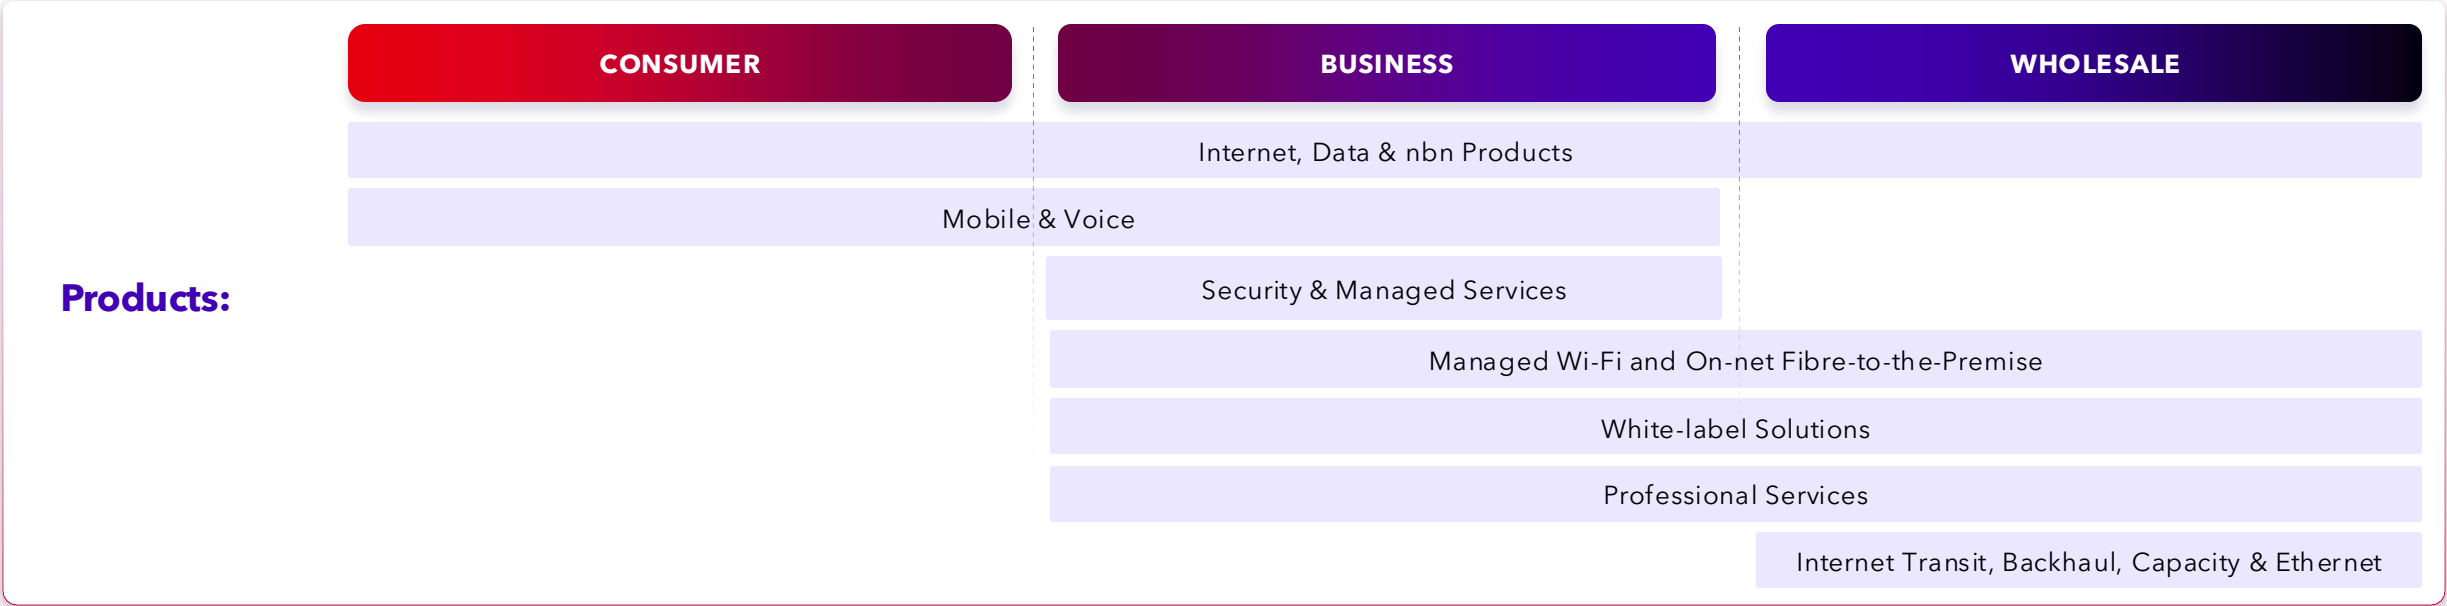 CONSUMER
BUSINESS
WHOLESALE
Internet, Data & nbn Products
Mobile & Voice
Security & Managed Services
Products:
Managed Wi-Fi and On-net Fibre-to-the-Premise
White-label Solutions
Professional Services
Internet Transit, Backhaul, Capacity & Ethernet